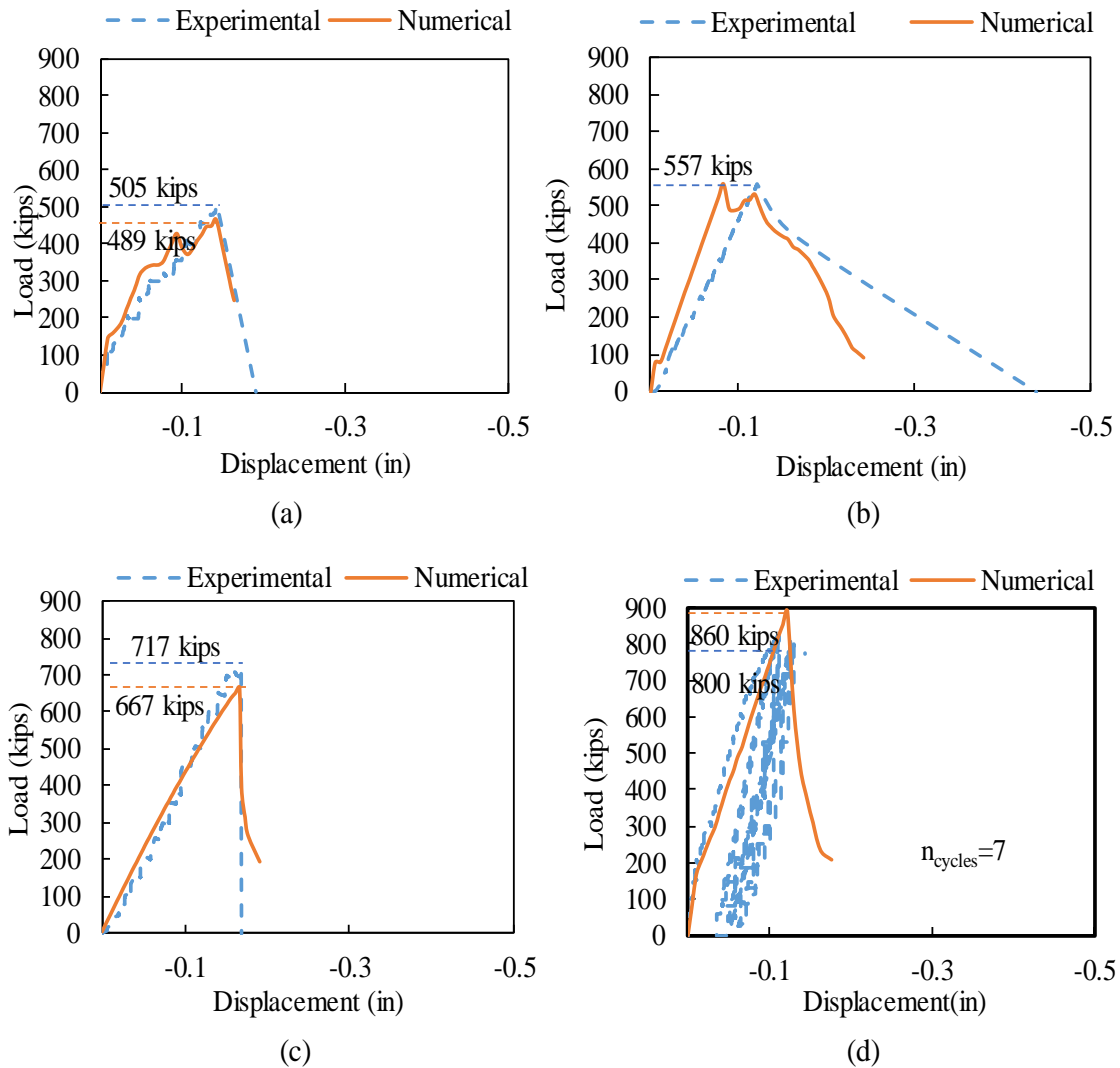 Experimental Numerical
900
800
700
600
500
400
300
200
100
0
Load (kips)
505 kips
489 kips
-0.1 -0.3 -0.5
Displacement (in)
(a)
Experimental Numerical
900
800
700
600
500
400
300
200
100
0
Load (kips)
557 kips
-0.1 -0.3 -0.5
Displacement (in)
(b)
Experimental Numerical
900
800
700
600
500
400
300
200
100
0
Load (kips)
717 kips
667 kips
-0.1 -0.3 -0.5
Displacement (in)
(c)
Experimental Numerical
900
800
700
600
500
400
300
200
100
0
Load (kips)
860 kips
800 kips
ncycles=7
-0.1 -0.3 -0.5
Displacement(in)
(d)